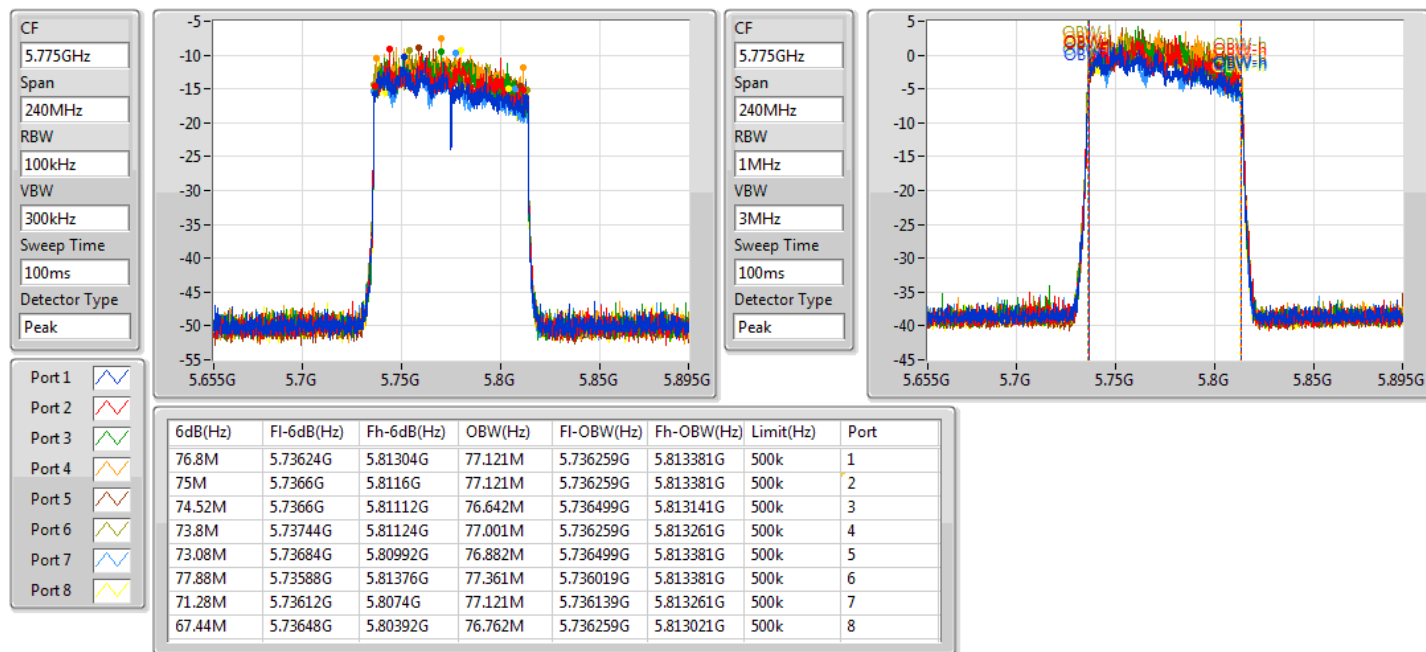 CF
5.775GHz
Span
240MHz
RBW
100kHz
VBW
300kHz
Sweep Time
100ms
Detector Type
Peak
-5
-10
-15
-20
-25
-30
-35
-40
-45
-50
-55
5.655G 5.7G 5.75G 5.8G 5.85G 5.895G
CF
5.775GHz
Span
240MHz
RBW
1MHz
VBW
3MHz
Sweep Time
100ms
Detector Type
Peak
5
0
-5
-10
-15
-20
-25
-30
-35
-40
-45
OBW-h
OBW-h
5.655G 5.7G 5.75G 5.8G 5.85G 5.895G
Port 1
Port 2
Port 3
Port 4
Port 5
Port 6
Port 7
Port 8
6dB(Hz) Fl-6dB(Hz) Fh-6dB(Hz) OBW(Hz) Fl-OBW(Hz) Fh-OBW(Hz) Limit(Hz) Port
76.8M 5.73624G 5.81304G 77.121M 5.736259G 5.813381G 500k 1
75M 5.7366G 5.8116G 77.121M 5.736259G 5.813381G 500k 2
74.52M 5.7366G 5.81112G 76.642M 5.736499G 5.813141G 500k 3
73.8M 5.73744G 5.81124G 77.001M 5.736259G 5.813261G 500k 4
73.08M 5.73684G 5.80992G 76.882M 5.736499G 5.813381G 500k 5
77.88M 5.73588G 5.81376G 77.361M 5.736019G 5.813381G 500k 6
71.28M 5.73612G 5.8074G 77.121M 5.736139G 5.813261G 500k 7
67.44M 5.73648G 5.80392G 76.762M 5.736259G 5.813021G 500k 8